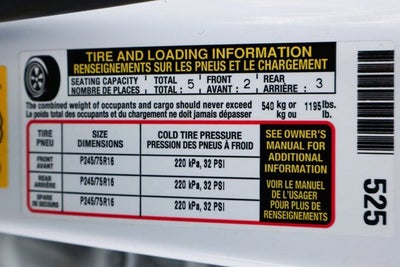 TIRE AND LOADING INFORMATION
RENSEIGNEMENTS SUR LES PNEUS ET LE CHARGEMENT
SEATING CAPACITY TOTAL : 5 FRONT : 2 REAR : 3
NOMBRE DE PLACES TOTAL AVANT ARRIÈRE
The combined weight of occupants and cargo should never exceed 540 kg or 1195 lbs.
Le poids total des occupants et du chargement ne doit jamais dépasser kg ou lb.
TIRE SIZE COLD TIRE PRESSURE
PNEU DIMENSIONS PRESSION DES PNEUS À FROID
FRONT
AVANT P245/75R16 220 kPa, 32 PSI
REAR
ARRIÈRE P245/75R16 220 kPa, 32 PSI
SPARE
DE SECOURS P245/75R16 220 kPa, 32 PSI
SEE OWNER'S
MANUAL FOR
ADDITIONAL
INFORMATION
VOIR LE MANUEL
DE L'USAGER
POUR PLUS DE
RENSEIGNEMENTS
525